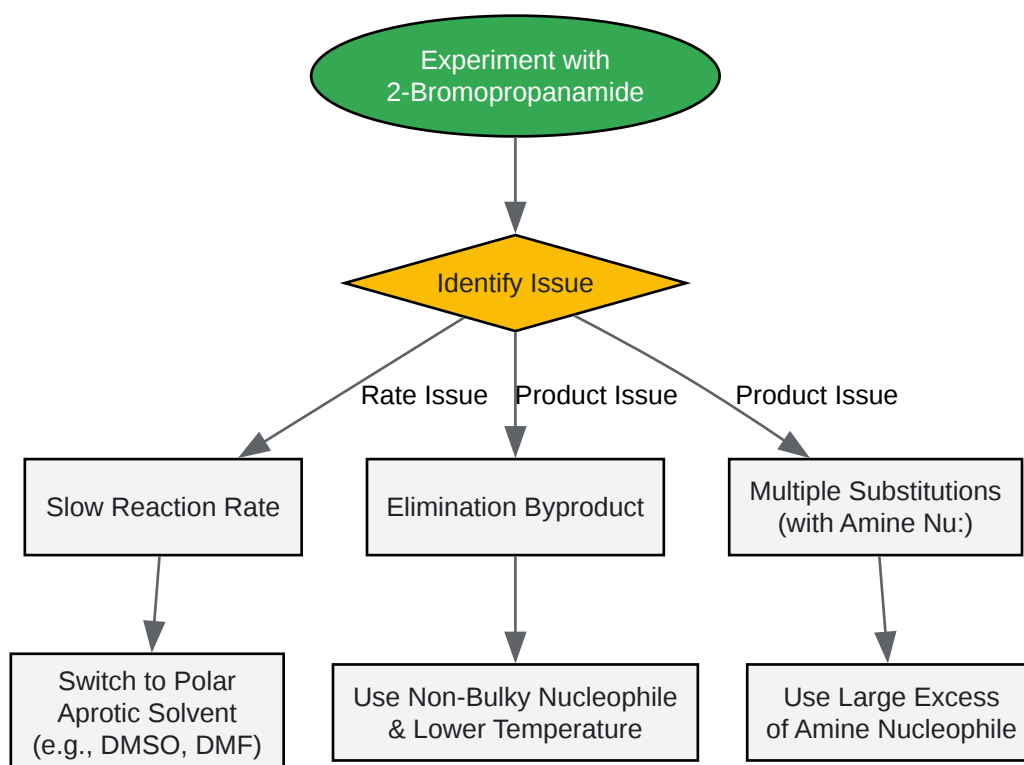 Experiment with
2-Bromopropanamide
Identify Issue
Rate Issue
Product Issue
Product Issue
Slow Reaction Rate
Elimination Byproduct
Multiple Substitutions
(with Amine Nu:)
Switch to Polar
Aprotic Solvent
(e.g., DMSO, DMF)
Use Non-Bulky Nucleophile
& Lower Temperature
Use Large Excess
of Amine Nucleophile